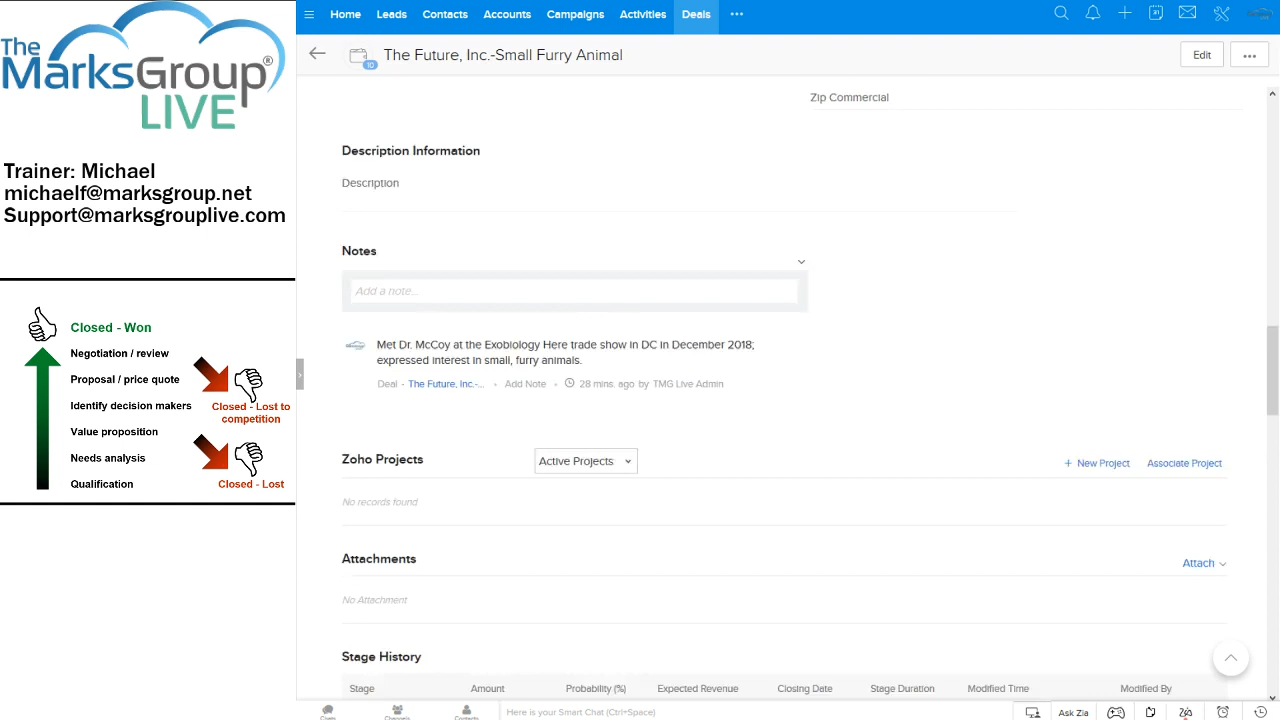 The
MarksGroup®
LIVE
Trainer: Michael
michaelf@marksgroup.net
Support@marksgrouplive.com
Closed - Won
Negotiation / review
Proposal / price quote
Identify decision makers
Closed - Lost to
competition
Value proposition
Needs analysis
Qualification
Closed - Lost
Home Leads Contacts Accounts Campaigns Activities Deals
The Future, Inc.-Small Furry Animal
10
Edit
Zip Commercial
Description Information
Description
Notes
Add a note...
Met Dr. McCoy at the Exobiology Here trade show in DC in December 2018;
expressed interest in small, furry animals.
Deal - The Future, Inc.-... • Add Note • 28 mins. ago by TMG Live Admin
Zoho Projects Active Projects + New Project Associate Project
No records found
Attachments Attach
No Attachment
Stage History
Stage Amount Probability (%) Expected Revenue Closing Date Stage Duration Modified Time Modified By
Chats Channels Contacts Here is your Smart Chat (Ctrl+Space) Ask Zia